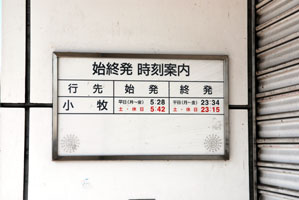 始終発 時刻案内
行先 始発 終発
小牧 平日(月~金) 5:28 平日(月~金) 23:34
土・休日 5:42 土・休日 23:15